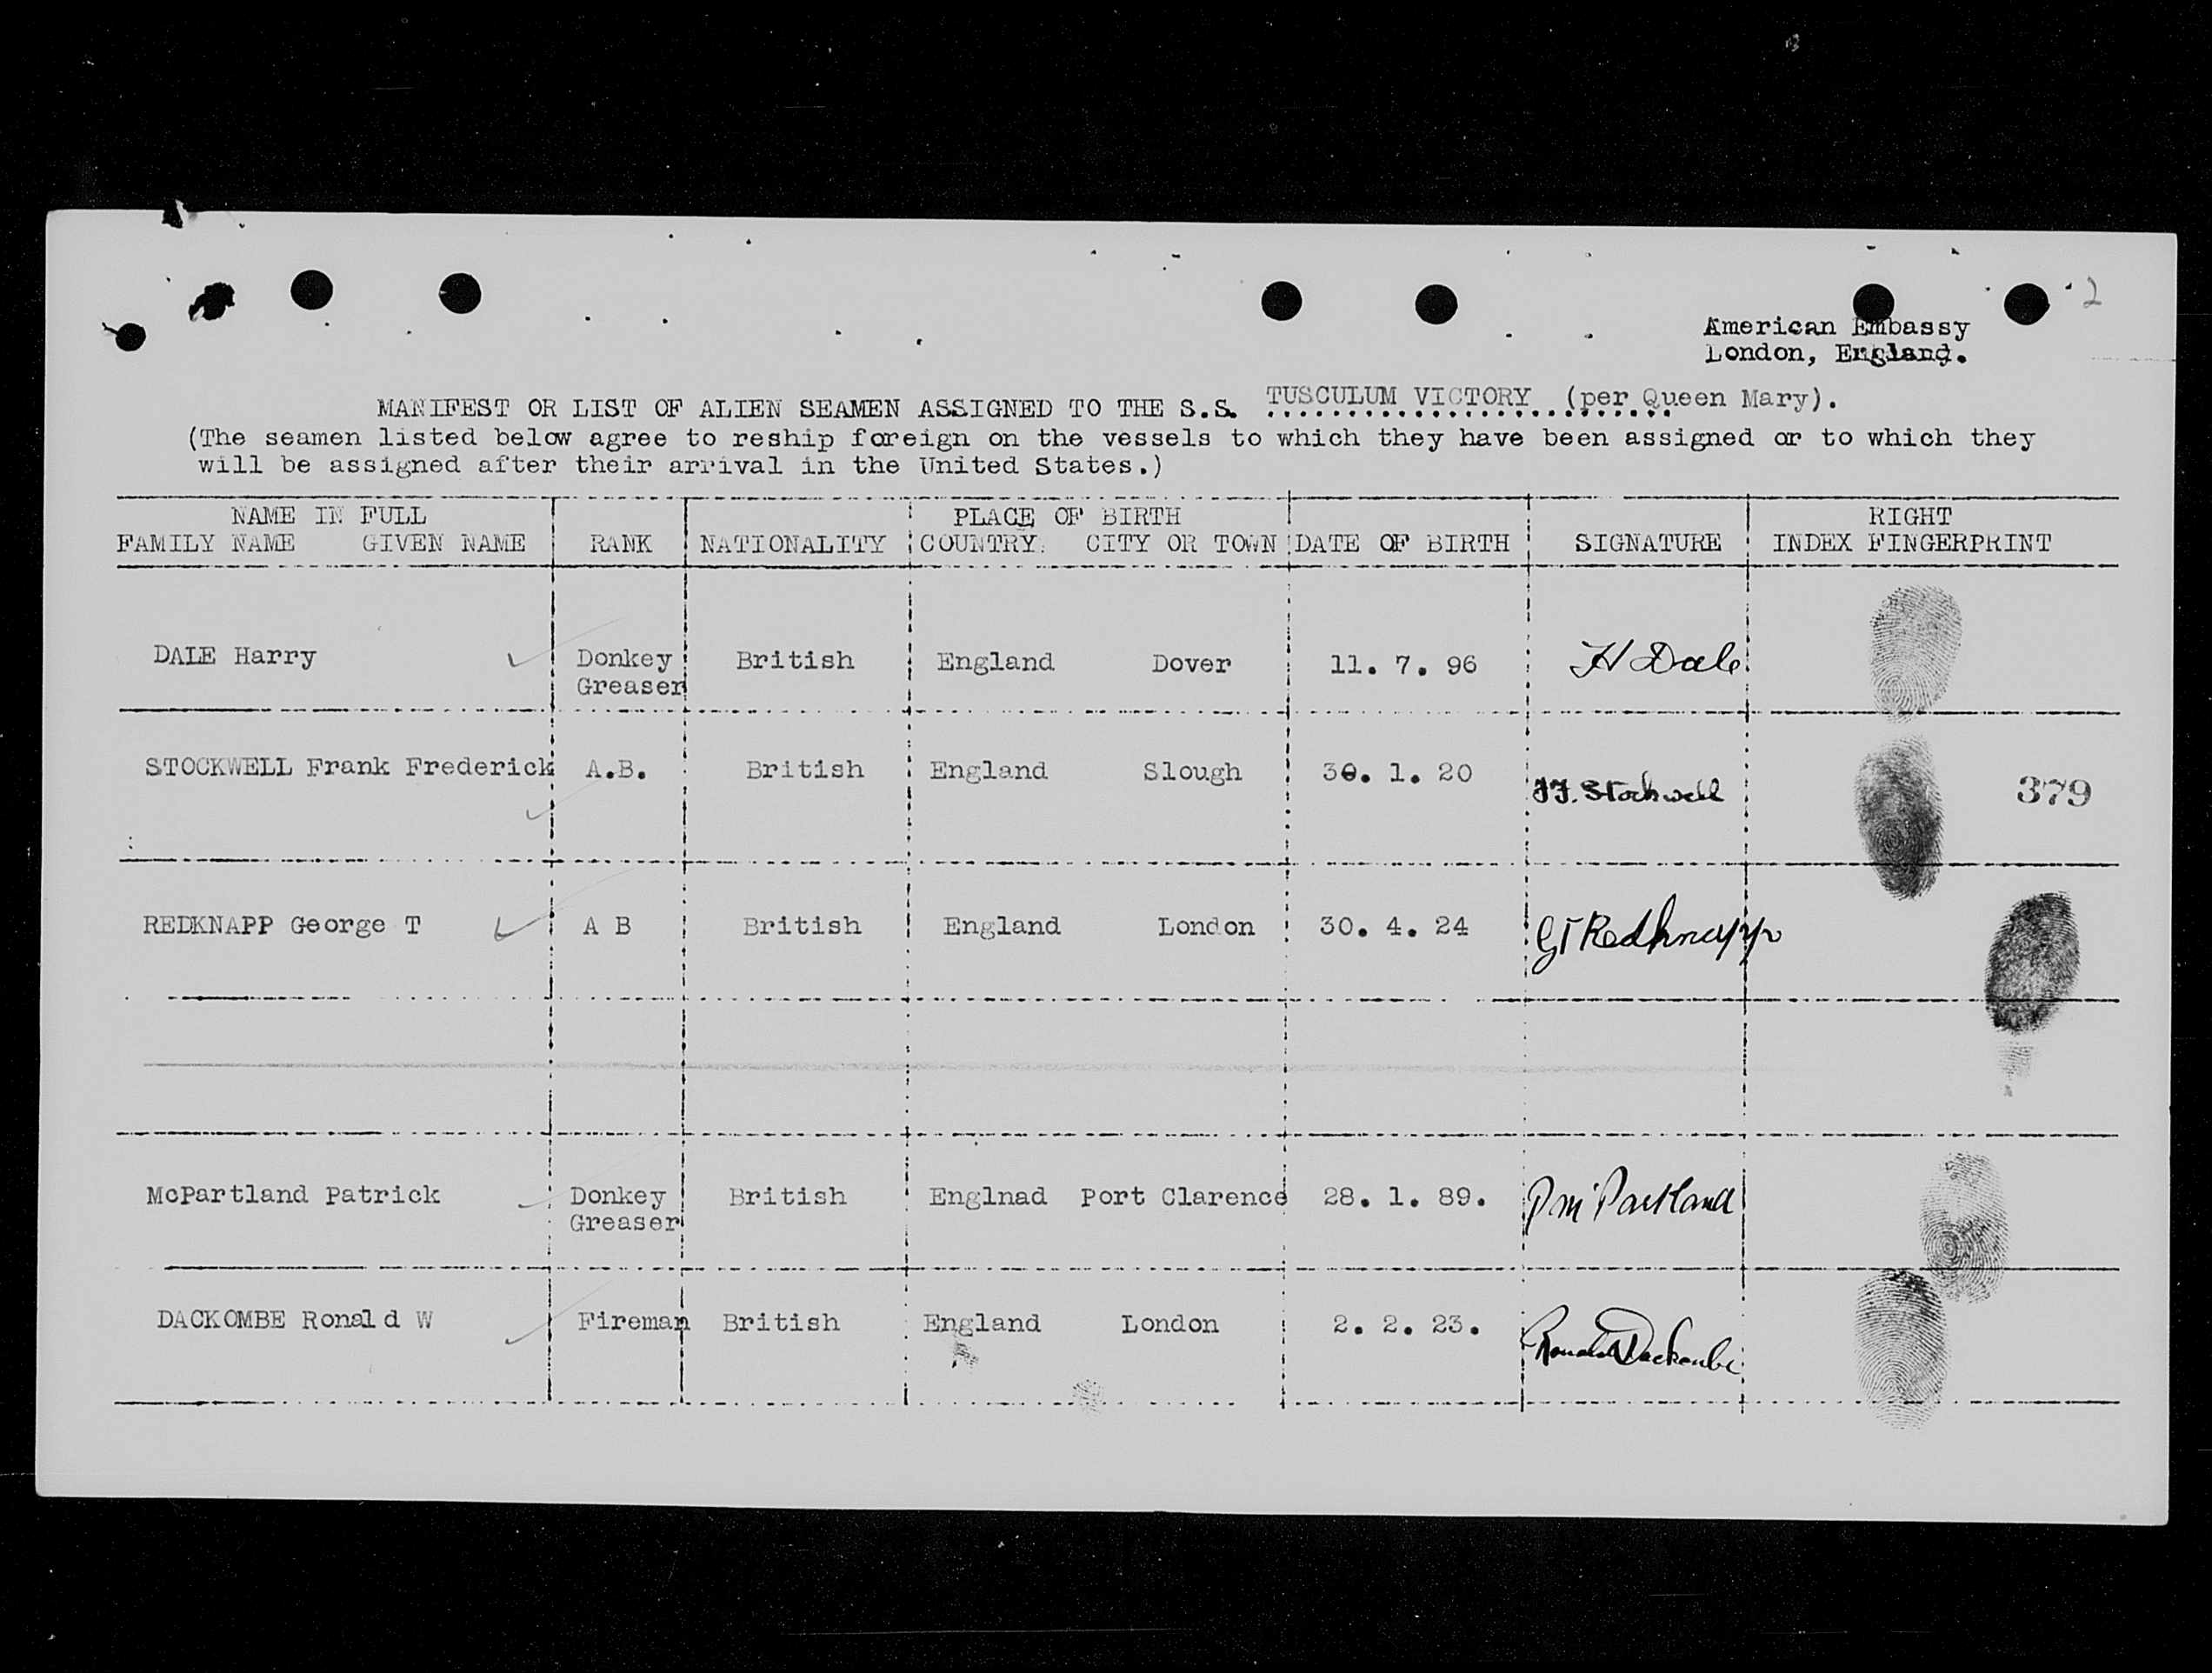 2
American Embassy
London, England.
MANIFEST OR LIST OF ALIEN SEAMEN ASSIGNED TO THE S.S. TUSCULUM VICTORY (per Queen Mary).
(The seamen listed below agree to reship foreign on the vessels to which they have been assigned or to which they
will be assigned after their arrival in the United States.)
NAME IN FULL PLACE OF BIRTH RIGHT
FAMILY NAME GIVEN NAME RANK NATIONALITY COUNTRY. CITY OR TOWN DATE OF BIRTH SIGNATURE INDEX FINGERPRINT
DALE Harry Donkey British England Dover 11. 7. 96 H Dale
Greaser
STOCKWELL Frank Frederick A.B. British England Slough 30. 1. 20 F.F. Stockwell 379
REDKNAPP George T A B British England London 30. 4. 24 GT Redknapp
McPartland Patrick Donkey British Englnad Port Clarence 28. 1. 89. P McPartland
Greaser
DACKOMBE Ronald W Fireman British England London 2. 2. 23. Ronald Dackombe